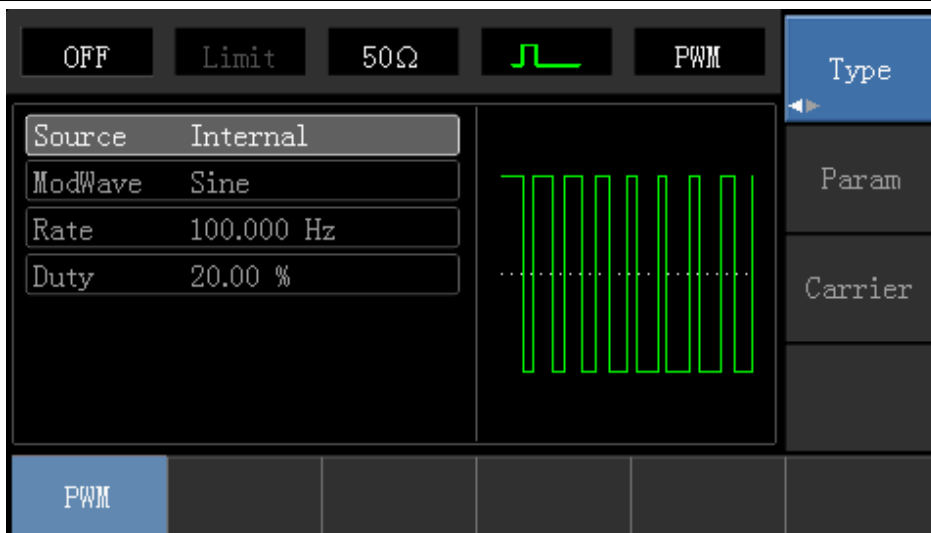 OFF Limit 50Ω PWM
Type
Source Internal
ModWave Sine
Rate 100.000 Hz
Duty 20.00 %
Param
Carrier
PWM